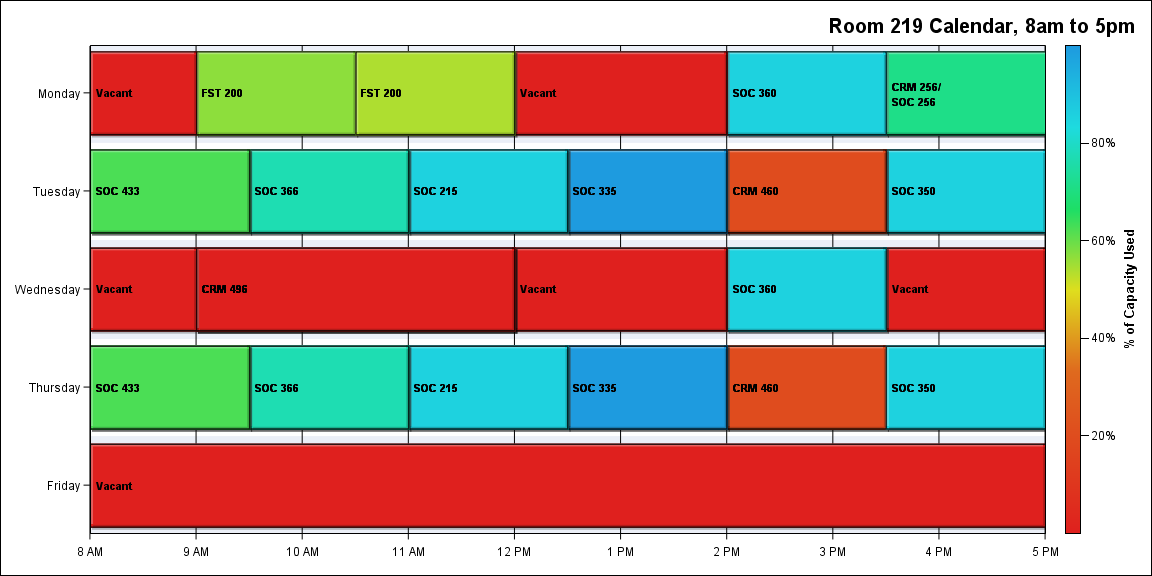 Room 219 Calendar, 8am to 5pm
Monday
Vacant
FST 200
FST 200
Vacant
SOC 360
CRM 256/
SOC 256
Tuesday
SOC 433
SOC 366
SOC 215
SOC 335
CRM 460
SOC 350
Wednesday
Vacant
CRM 496
Vacant
SOC 360
Vacant
Thursday
SOC 433
SOC 366
SOC 215
SOC 335
CRM 460
SOC 350
Friday
Vacant
8 AM
9 AM
10 AM
11 AM
12 PM
1 PM
2 PM
3 PM
4 PM
5 PM
80%
60%
40%
20%
% of Capacity Used